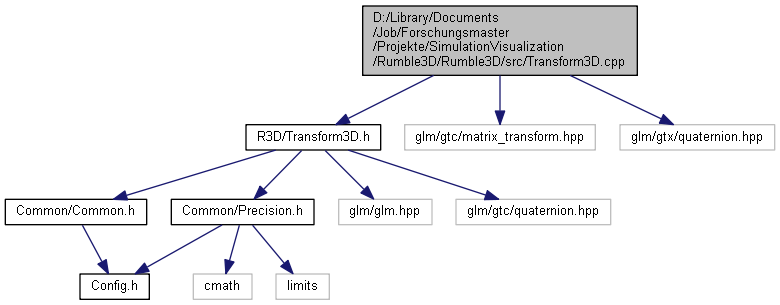 D:/Library/Documents
/Job/Forschungsmaster
/Projekte/SimulationVisualization
/Rumble3D/Rumble3D/src/Transform3D.cpp
R3D/Transform3D.h
glm/gtc/matrix_transform.hpp
glm/gtx/quaternion.hpp
Common/Common.h
Common/Precision.h
glm/glm.hpp
glm/gtc/quaternion.hpp
Config.h
cmath
limits